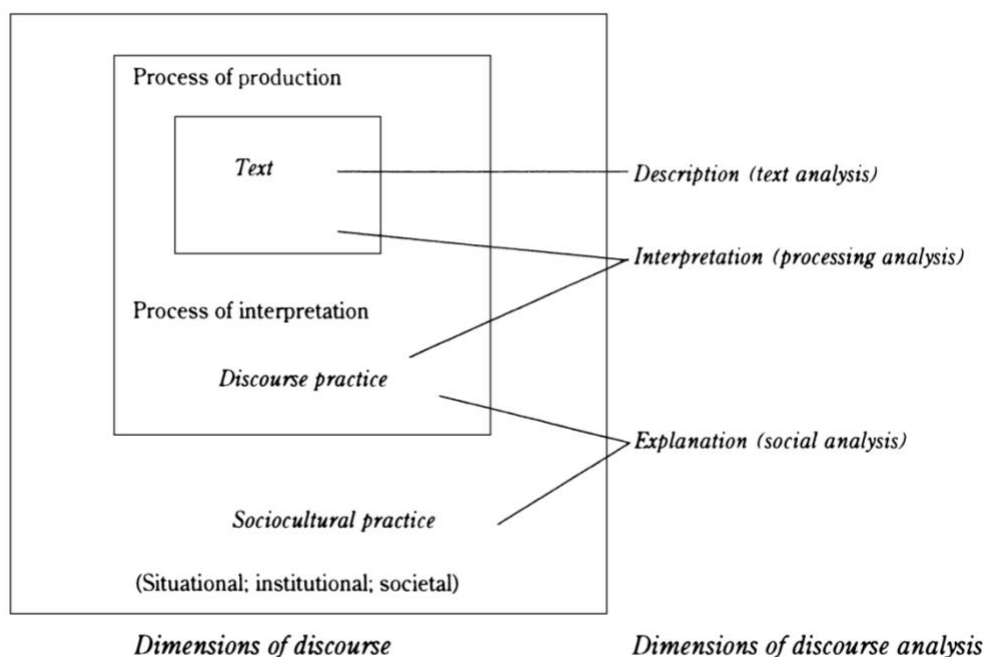 Process of production
Text
Description (text analysis)
Interpretation (processing analysis)
Process of interpretation
Discourse practice
Explanation (social analysis)
Sociocultural practice
(Situational; institutional; societal)
Dimensions of discourse
Dimensions of discourse analysis